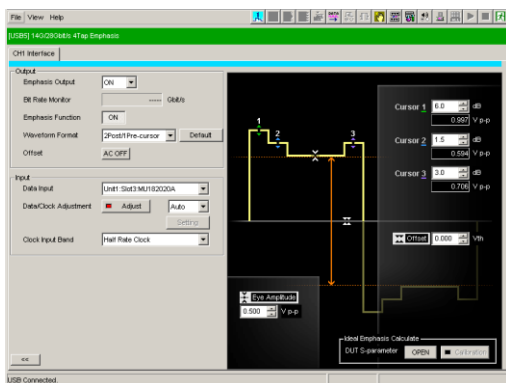 File View Help
[USB5] 14G/28Gbit/s 4Tap Emphasis
CH1 Interface
Output
Emphasis Output ON
Bit Rate Monitor -.---- Gbit/s
Emphasis Function ON
Waveform Format 2Post/1Pre-cursor Default
Offset AC OFF
Input
Data Input Unit1:Slot3:MU182020A
Data/Clock Adjustment Adjust Auto
Setting
Clock Input Band Half Rate Clock
<<
1
2
3
Cursor 1 6.0 dB
0.997 V p-p
Cursor 2 1.5 dB
0.594 V p-p
Cursor 3 3.0 dB
0.706 V p-p
Offset 0.000 Vth
Eye Amplitude
0.500 V p-p
Ideal Emphasis Calculate
DUT S-parameter OPEN Calibration
USB Connected.